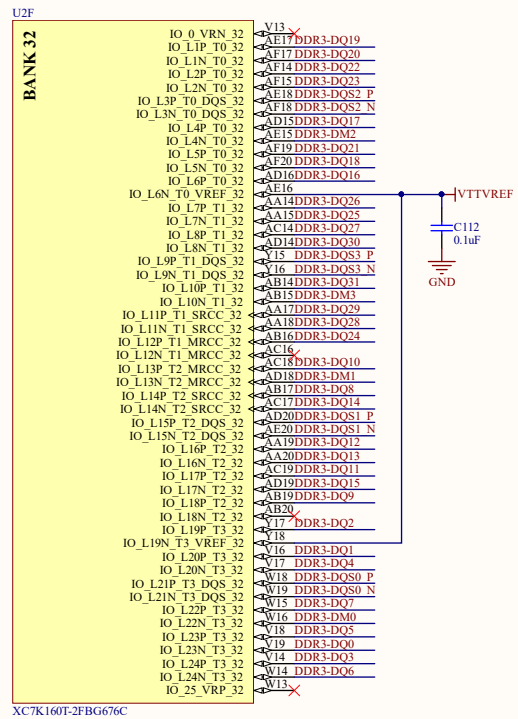 U2F
BANK 32
IO_0_VRN_32 V13
IO_L1P_T0_32 AE17 DDR3-DQ19
IO_L1N_T0_32 AF17 DDR3-DQ20
IO_L2P_T0_32 AF14 DDR3-DQ22
IO_L2N_T0_32 AF15 DDR3-DQ23
IO_L3P_T0_DQS_32 AE18 DDR3-DQS2_P
IO_L3N_T0_DQS_32 AF18 DDR3-DQS2_N
IO_L4P_T0_32 AD15 DDR3-DQ17
IO_L4N_T0_32 AE15 DDR3-DM2
IO_L5P_T0_32 AF19 DDR3-DQ21
IO_L5N_T0_32 AF20 DDR3-DQ18
IO_L6P_T0_32 AD16 DDR3-DQ16
IO_L6N_T0_VREF_32 AE16 VTTVREF
IO_L7P_T1_32 AA14 DDR3-DQ26
IO_L7N_T1_32 AA15 DDR3-DQ25
IO_L8P_T1_32 AC14 DDR3-DQ27
IO_L8N_T1_32 AD14 DDR3-DQ30
IO_L9P_T1_DQS_32 Y15 DDR3-DQS3_P
IO_L9N_T1_DQS_32 Y16 DDR3-DQS3_N
IO_L10P_T1_32 AB14 DDR3-DQ31
IO_L10N_T1_32 AB15 DDR3-DM3
IO_L11P_T1_SRCC_32 AA17 DDR3-DQ29
IO_L11N_T1_SRCC_32 AA18 DDR3-DQ28
IO_L12P_T1_MRCC_32 AB16 DDR3-DQ24
IO_L12N_T1_MRCC_32 AC16
IO_L13P_T2_MRCC_32 AC18 DDR3-DQ10
IO_L13N_T2_MRCC_32 AD18 DDR3-DM1
IO_L14P_T2_SRCC_32 AB17 DDR3-DQ8
IO_L14N_T2_SRCC_32 AC17 DDR3-DQ14
IO_L15P_T2_DQS_32 AD20 DDR3-DQS1_P
IO_L15N_T2_DQS_32 AE20 DDR3-DQS1_N
IO_L16P_T2_32 AA19 DDR3-DQ12
IO_L16N_T2_32 AA20 DDR3-DQ13
IO_L17P_T2_32 AC19 DDR3-DQ11
IO_L17N_T2_32 AD19 DDR3-DQ15
IO_L18P_T2_32 AB19 DDR3-DQ9
IO_L18N_T2_32 AB20
IO_L19P_T3_32 Y17 DDR3-DQ2
IO_L19N_T3_VREF_32 Y18
IO_L20P_T3_32 V16 DDR3-DQ1
IO_L20N_T3_32 V17 DDR3-DQ4
IO_L21P_T3_DQS_32 W18 DDR3-DQS0_P
IO_L21N_T3_DQS_32 W19 DDR3-DQS0_N
IO_L22P_T3_32 W15 DDR3-DQ7
IO_L22N_T3_32 W16 DDR3-DM0
IO_L23P_T3_32 V18 DDR3-DQ5
IO_L23N_T3_32 V19 DDR3-DQ0
IO_L24P_T3_32 V14 DDR3-DQ3
IO_L24N_T3_32 W14 DDR3-DQ6
IO_25_VRP_32 W13
C112
0.1uF
GND
XC7K160T-2FBG676C